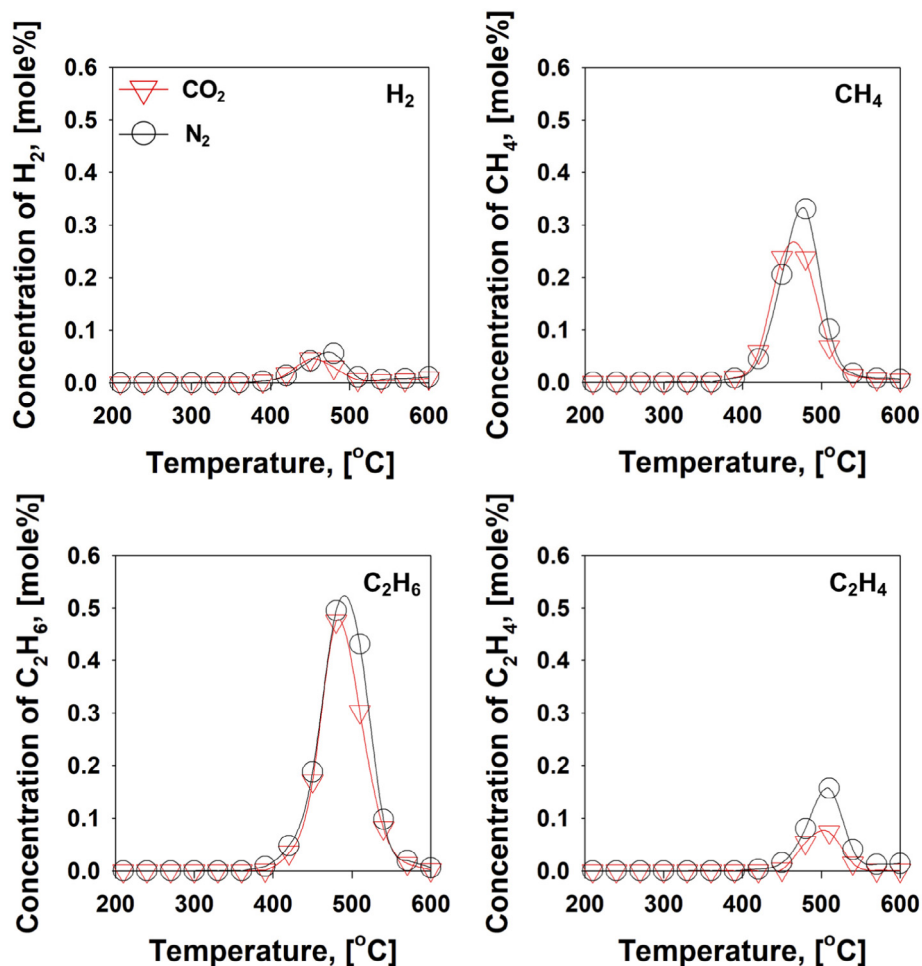 Concentration of H₂, [mole%]
0.6
0.5
0.4
0.3
0.2
0.1
0.0
CO₂
N₂
H₂
200 300 400 500 600
Temperature, [°C]
Concentration of CH₄, [mole%]
0.6
0.5
0.4
0.3
0.2
0.1
0.0
CH₄
200 300 400 500 600
Temperature, [°C]
Concentration of C₂H₆, [mole%]
0.6
0.5
0.4
0.3
0.2
0.1
0.0
C₂H₆
200 300 400 500 600
Temperature, [°C]
Concentration of C₂H₄, [mole%]
0.6
0.5
0.4
0.3
0.2
0.1
0.0
C₂H₄
200 300 400 500 600
Temperature, [°C]